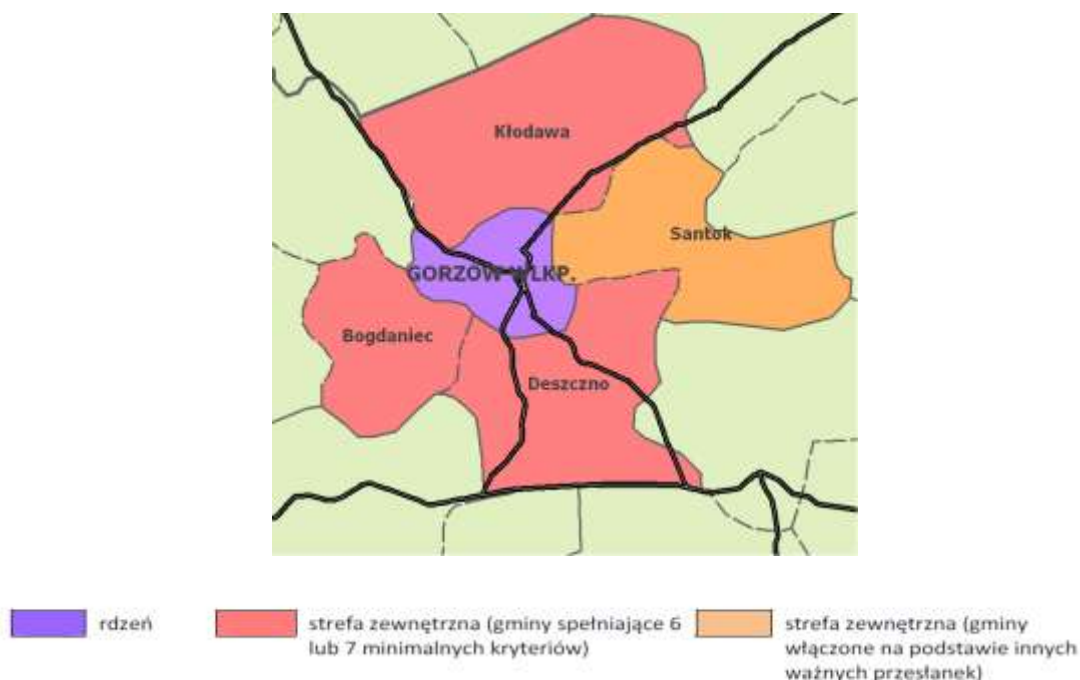 Kłodawa
Santok
GORZÓW WLKP.
Bogdaniec
Deszczno
rdzeń
strefa zewnętrzna (gminy spełniające 6
lub 7 minimalnych kryteriów)
strefa zewnętrzna (gminy
włączone na podstawie innych
ważnych przesłanek)